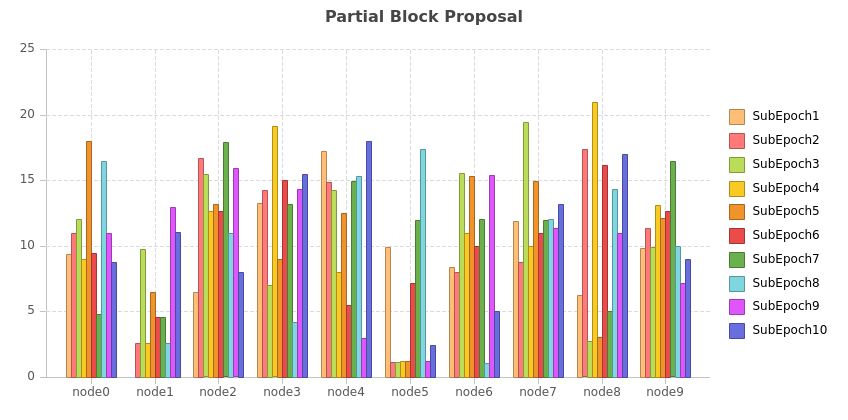 Partial Block Proposal
25
20
15
10
5
0
node0 node1 node2 node3 node4 node5 node6 node7 node8 node9
SubEpoch1
SubEpoch2
SubEpoch3
SubEpoch4
SubEpoch5
SubEpoch6
SubEpoch7
SubEpoch8
SubEpoch9
SubEpoch10